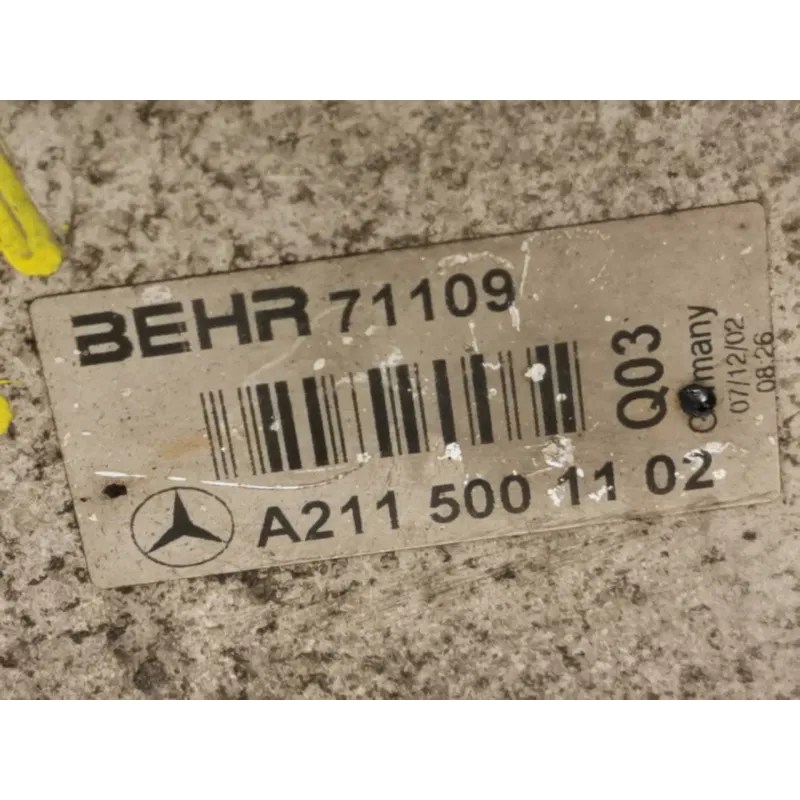 BEHR 71109
Q03
Germany
07/12/02
08:26
A211 500 11 02